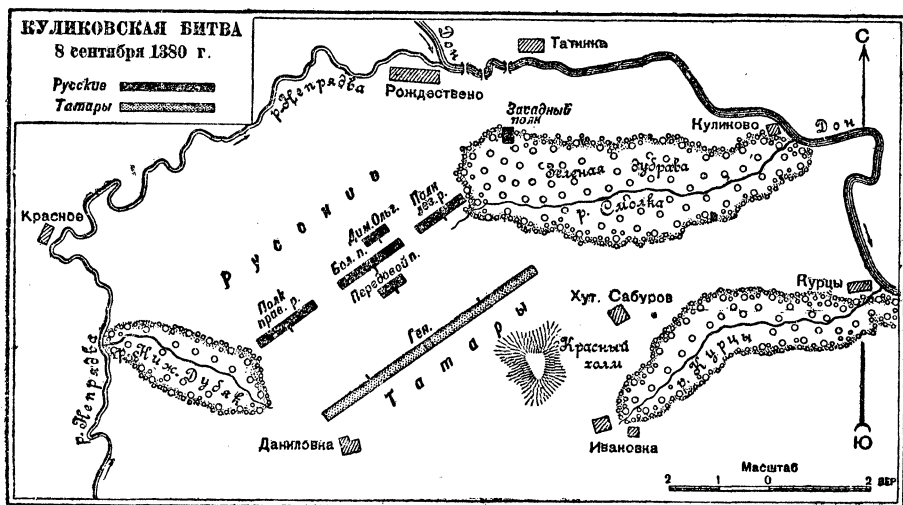 КУЛИКОВСКАЯ БИТВА
8 сентября 1380 г.
Русские
Татары
Дон
Татинка
С
р. Непрядва
Рождествено
Западный
полк
Куликово
Дон
Зеленая дубрава
р. Смолка
Красное
Русские
Полк
лев. р.
Дим. Ольг.
Бол. п.
Передовой п.
Полк
прав. р.
Ген.
Татары
Хут. Сабуров
Курцы
Красный
холм
р. Курцы
р. Ниж. Дубяк
р. Непрядва
Даниловка
Ивановка
Ю
Масштаб
2 1 0 2 ВЕР